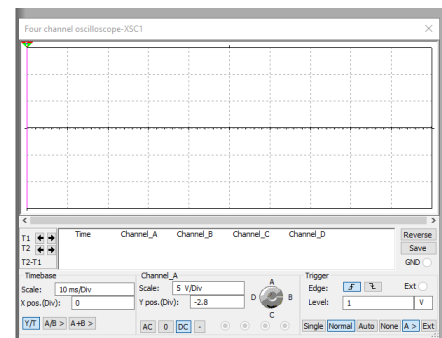 Four channel oscilloscope-XSC1
Time Channel_A Channel_B Channel_C Channel_D
T1
T2
T2-T1
Reverse
Save
GND
Timebase
Scale: 10 ms/Div
X pos.(Div): 0
Y/T A/B > A+B >
Channel_A
Scale: 5 V/Div
Y pos.(Div): -2.8
AC 0 DC -
A
D B
C
Trigger
Edge: Ext
Level: 1 V
Single Normal Auto None A > Ext